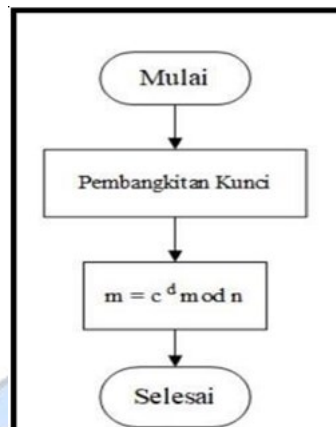 Mulai
Pembangkitan Kunci
m = c ᵈ mod n
Selesai